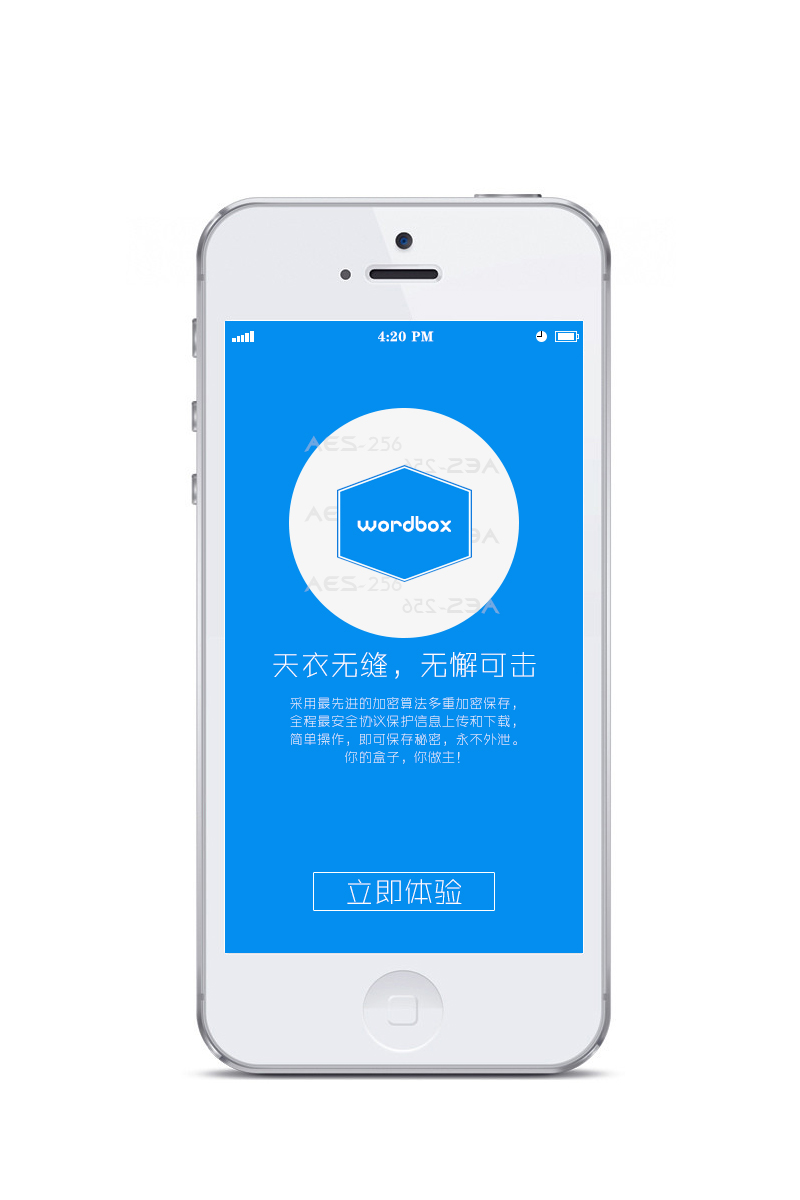 4:20 PM
AES-256
AES-256
wordbox
AES-256
AES-256
天衣无缝，无懈可击
采用最先进的加密算法多重加密保存，
全程最安全协议保护信息上传和下载，
简单操作，即可保存秘密，永不外泄。
你的盒子，你做主！
立即体验